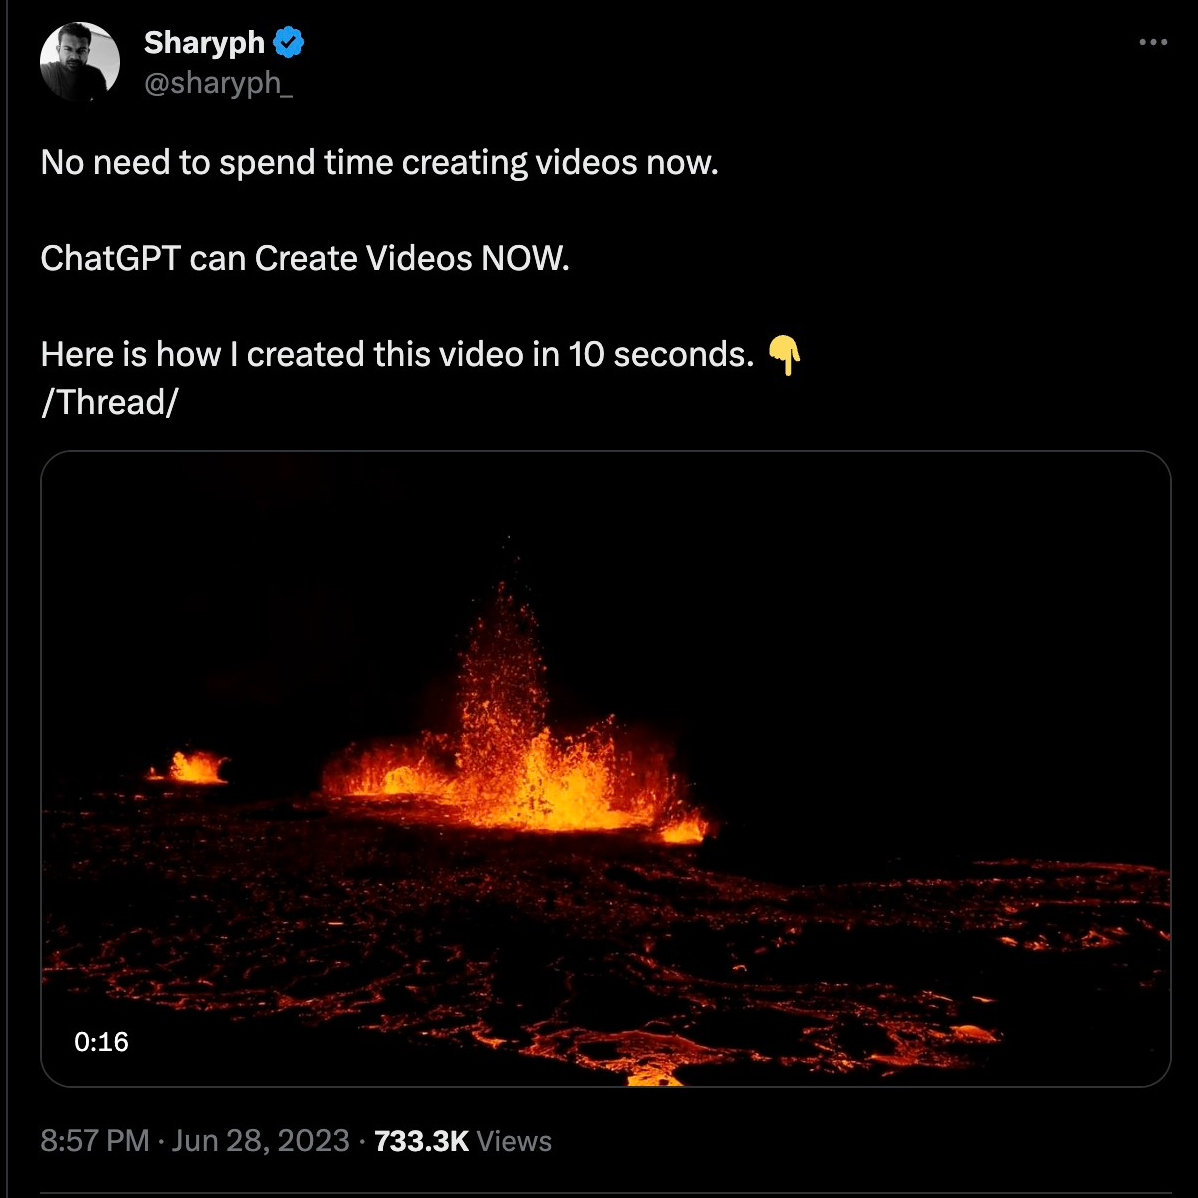 Sharyph
@sharyph_
No need to spend time creating videos now.
ChatGPT can Create Videos NOW.
Here is how I created this video in 10 seconds. 👇
/Thread/
0:16
8:57 PM · Jun 28, 2023 · 733.3K Views